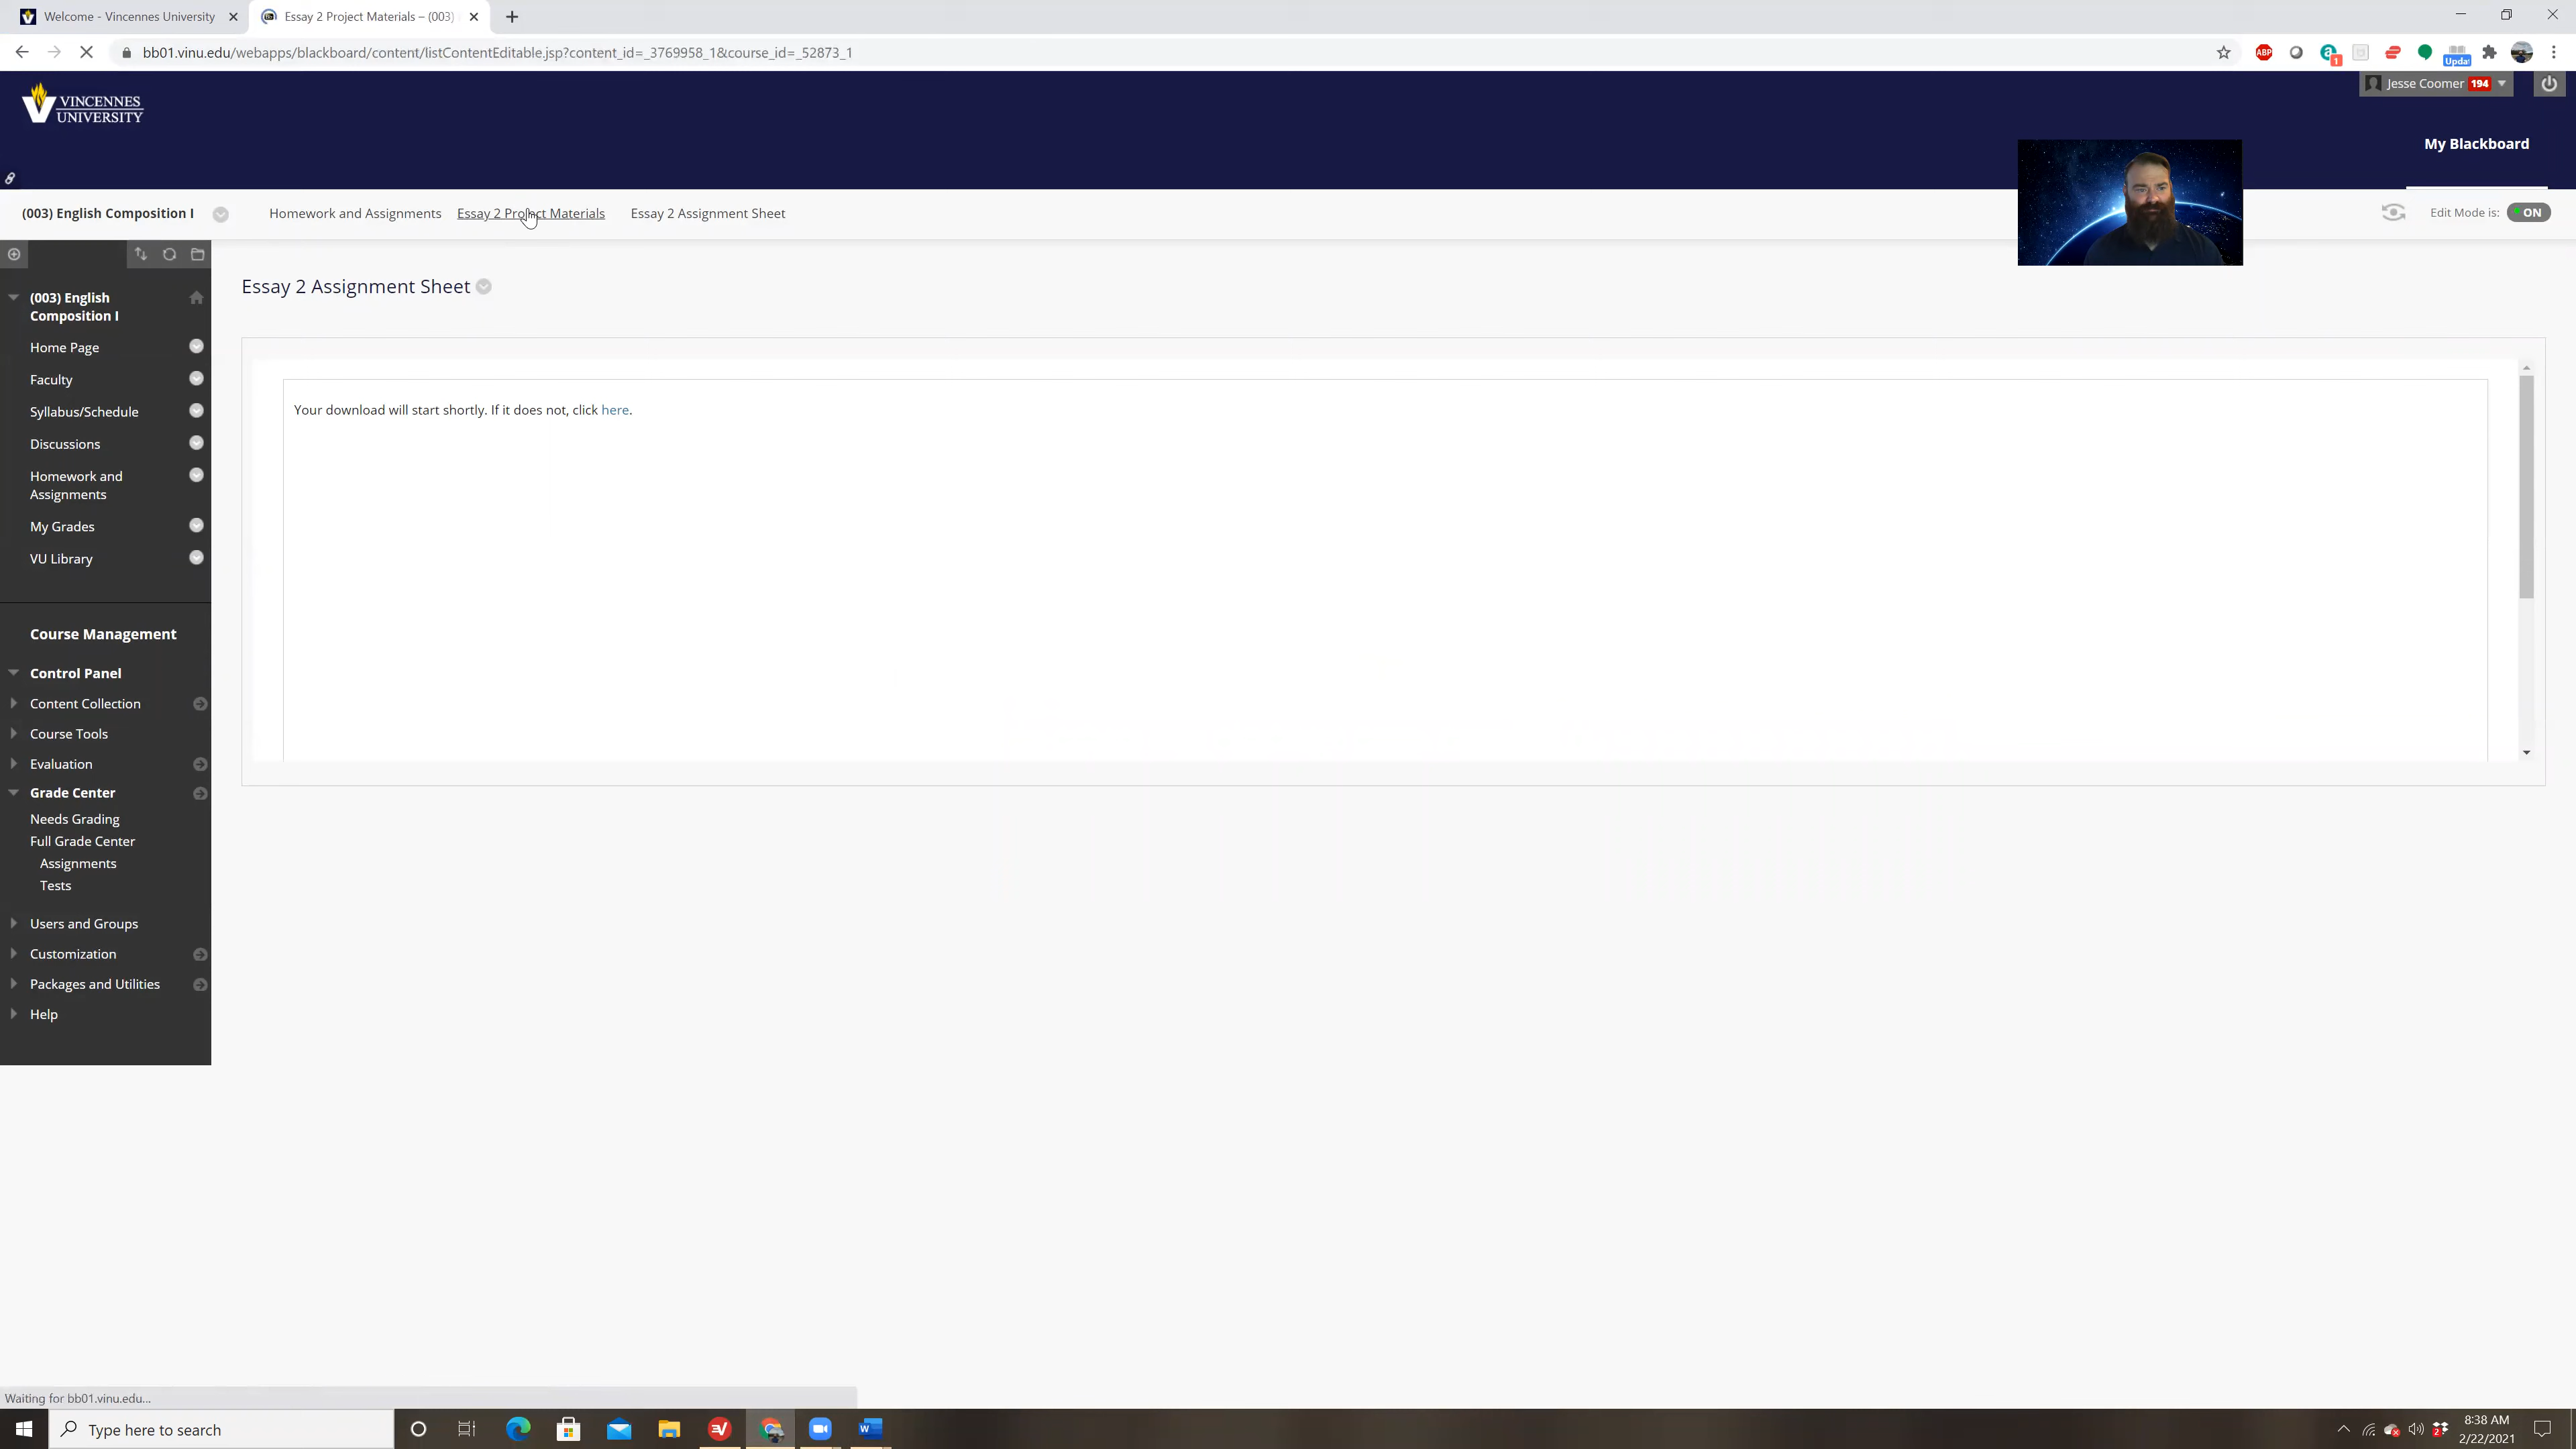 Welcome - Vincennes University
Essay 2 Project Materials – (003)
bb01.vinu.edu/webapps/blackboard/content/listContentEditable.jsp?content_id=_3769958_1&course_id=_52873_1
ABP
1
Updat
VINCENNES
UNIVERSITY
Jesse Coomer 194
My Blackboard
(003) English Composition I
Homework and Assignments
Essay 2 Project Materials
Essay 2 Assignment Sheet
Edit Mode is: ON
Essay 2 Assignment Sheet
Your download will start shortly. If it does not, click here.
(003) English
Composition I
Home Page
Faculty
Syllabus/Schedule
Discussions
Homework and
Assignments
My Grades
VU Library
Course Management
Control Panel
Content Collection
Course Tools
Evaluation
Grade Center
Needs Grading
Full Grade Center
Assignments
Tests
Users and Groups
Customization
Packages and Utilities
Help
Waiting for bb01.vinu.edu...
Type here to search
8:38 AM
2/22/2021